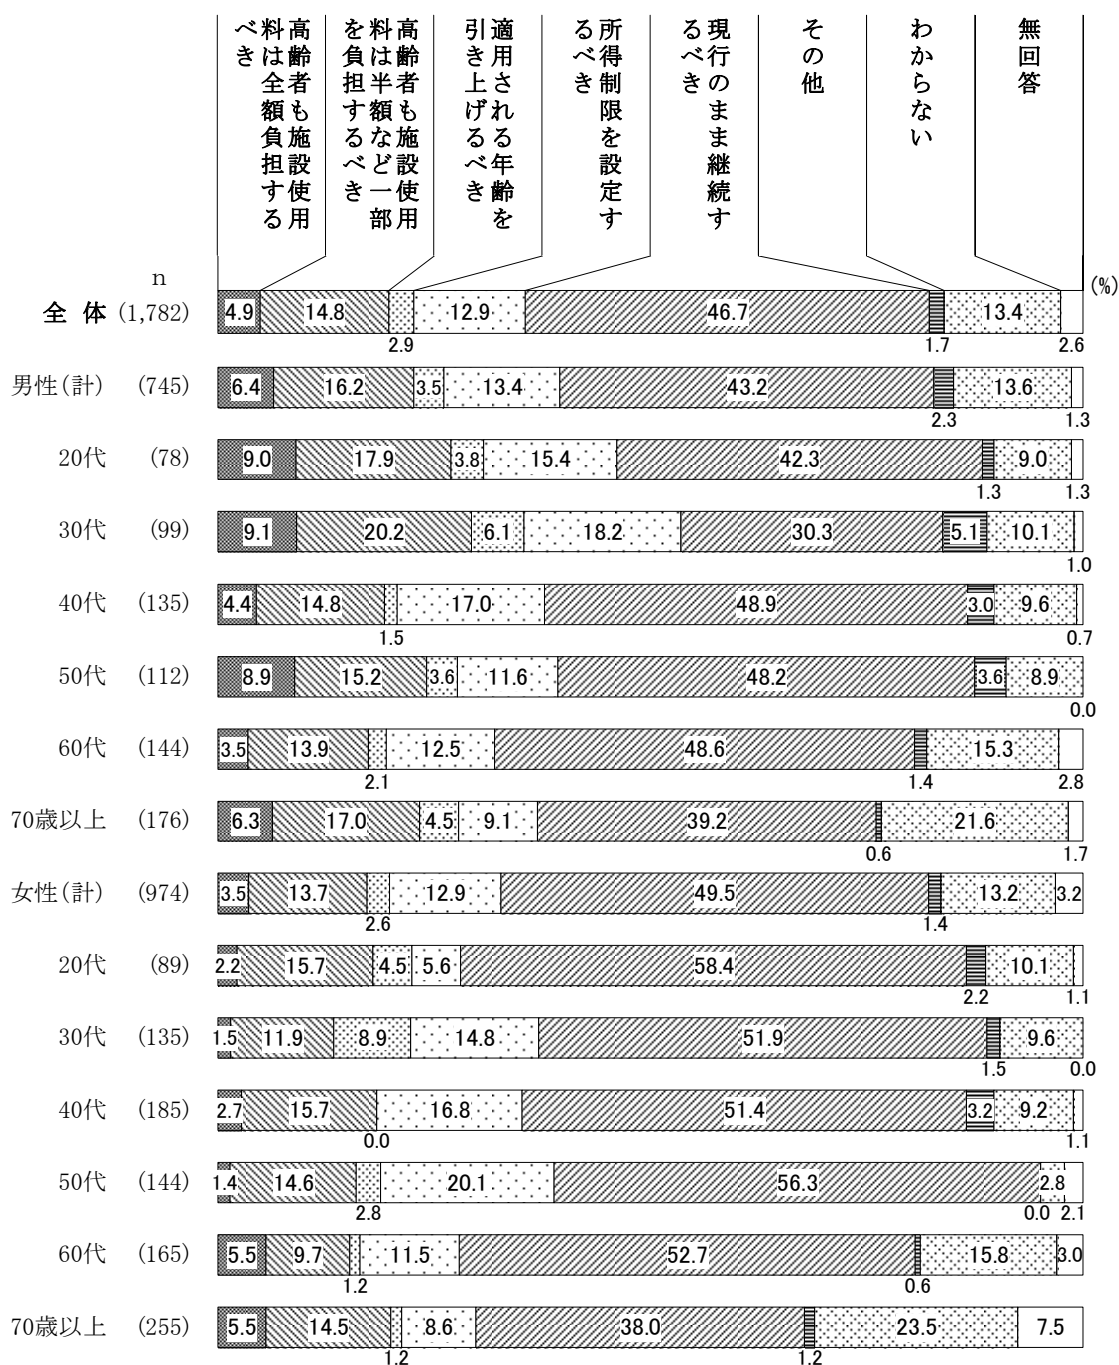 高齢者も施設使用
料は全額負担する
べき
高齢者も施設使用
料は半額など一部
を負担するべき
適用される年齢を
引き上げるべき
所得制限を設定す
るべき
現行のまま継続す
るべき
その他
わからない
無回答
n
(%)
全 体 (1,782) 4.9 14.8 12.9 46.7 13.4
2.9 1.7 2.6
男性(計) (745) 6.4 16.2 3.5 13.4 43.2 13.6
2.3 1.3
20代 (78) 9.0 17.9 3.8 15.4 42.3 9.0
1.3 1.3
30代 (99) 9.1 20.2 6.1 18.2 30.3 5.1 10.1
1.0
40代 (135) 4.4 14.8 17.0 48.9 3.0 9.6
1.5 0.7
50代 (112) 8.9 15.2 3.6 11.6 48.2 3.6 8.9
0.0
60代 (144) 3.5 13.9 12.5 48.6 15.3
2.1 1.4 2.8
70歳以上 (176) 6.3 17.0 4.5 9.1 39.2 21.6
0.6 1.7
女性(計) (974) 3.5 13.7 12.9 49.5 13.2 3.2
2.6 1.4
20代 (89) 2.2 15.7 4.5 5.6 58.4 10.1
2.2 1.1
30代 (135) 1.5 11.9 8.9 14.8 51.9 9.6
1.5 0.0
40代 (185) 2.7 15.7 16.8 51.4 3.2 9.2
0.0 1.1
50代 (144) 1.4 14.6 20.1 56.3 2.8
2.8 0.0 2.1
60代 (165) 5.5 9.7 11.5 52.7 15.8 3.0
1.2 0.6
70歳以上 (255) 5.5 14.5 8.6 38.0 23.5 7.5
1.2 1.2